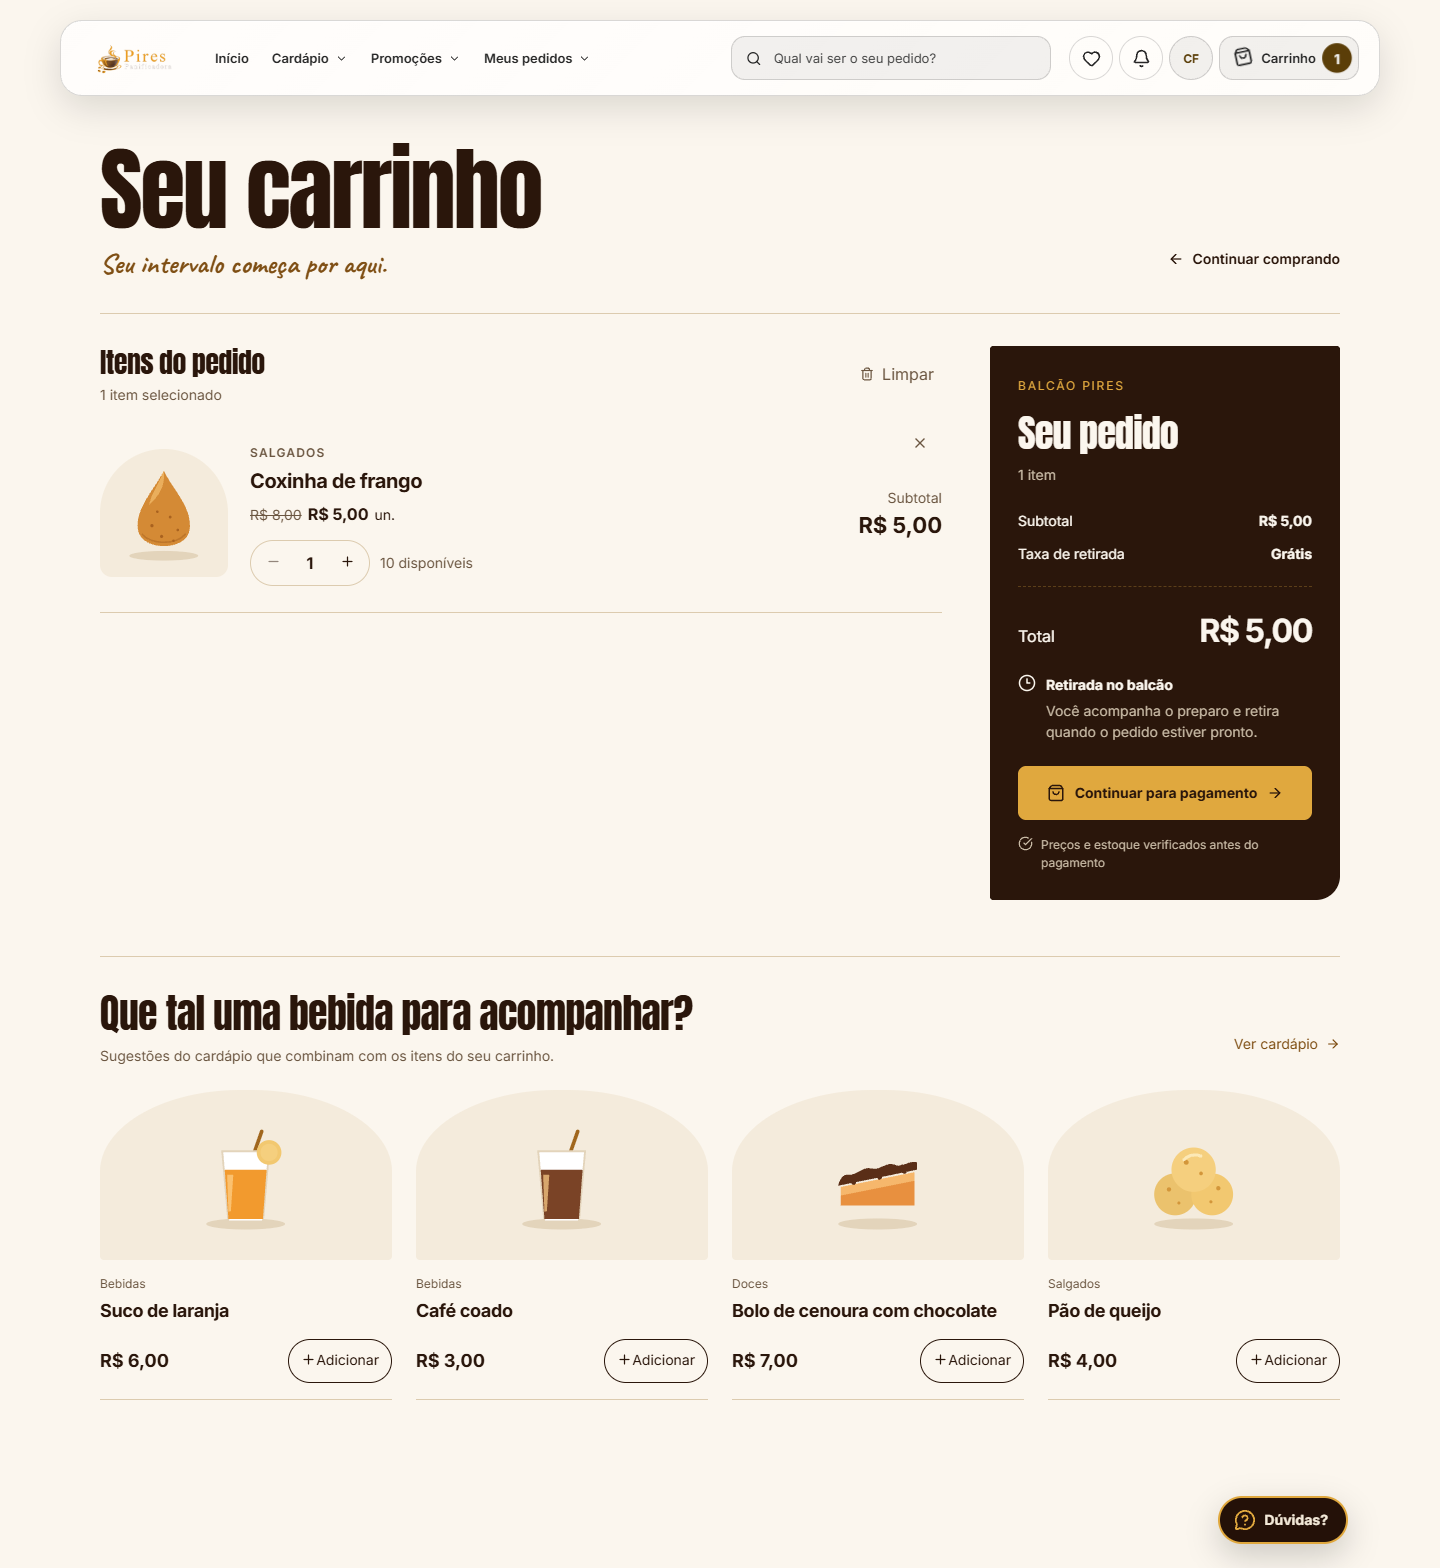 Pires
Início
Cardápio
Promoções
Meus pedidos
Qual vai ser o seu pedido?
CF
Carrinho
1
Seu carrinho
Seu intervalo começa por aqui.
Continuar comprando
Itens do pedido
1 item selecionado
Limpar
SALGADOS
Coxinha de frango
R$ 8,00 R$ 5,00 un.
1
10 disponíveis
Subtotal
R$ 5,00
BALCÃO PIRES
Seu pedido
1 item
Subtotal R$ 5,00
Taxa de retirada Grátis
Total R$ 5,00
Retirada no balcão
Você acompanha o preparo e retira
quando o pedido estiver pronto.
Continuar para pagamento
Preços e estoque verificados antes do
pagamento
Que tal uma bebida para acompanhar?
Sugestões do cardápio que combinam com os itens do seu carrinho.
Ver cardápio
Bebidas
Suco de laranja
R$ 6,00
Adicionar
Bebidas
Café coado
R$ 3,00
Adicionar
Doces
Bolo de cenoura com chocolate
R$ 7,00
Adicionar
Salgados
Pão de queijo
R$ 4,00
Adicionar
Dúvidas?